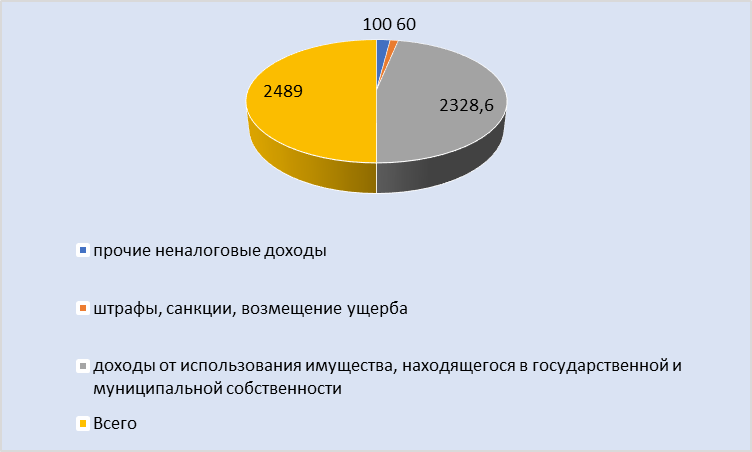 100 60
2489
2328,6
прочие неналоговые доходы
штрафы, санкции, возмещение ущерба
доходы от использования имущества, находящегося в государственной и
муниципальной собственности
Всего